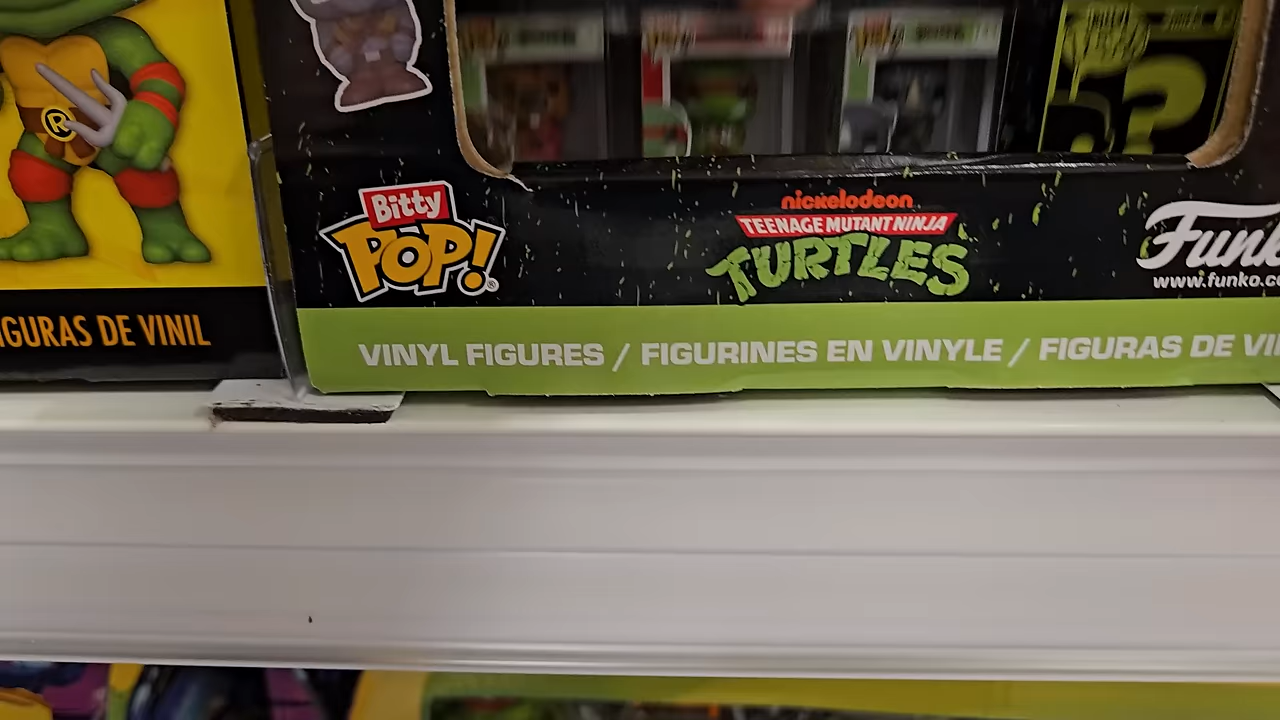 R
IGURAS DE VINIL
Bitty
POP!
®
nickelodeon
TEENAGE MUTANT NINJA
TURTLES
Funk
www.funko.co
VINYL FIGURES / FIGURINES EN VINYLE / FIGURAS DE VI
?